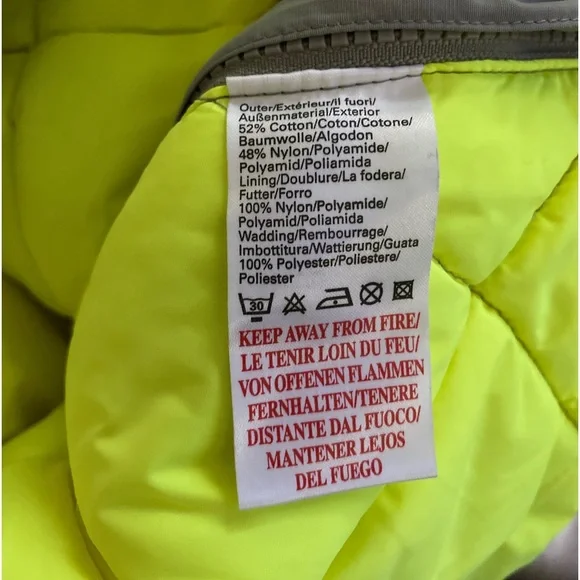 Outer/Extérieur/Il fuori/
Außenmaterial/Exterior
52% Cotton/Coton/Cotone/
Baumwolle/Algodon
48% Nylon/Polyamide/
Polyamid/Poliamida
Lining/Doublure/La fodera/
Futter/Forro
100% Nylon/Polyamide/
Polyamid/Poliamida
Wadding/Rembourrage/
Imbottitura/Wattierung/Guata
100% Polyester/Poliestere/
Poliester
30
KEEP AWAY FROM FIRE/
LE TENIR LOIN DU FEU/
VON OFFENEN FLAMMEN
FERNHALTEN/TENERE
DISTANTE DAL FUOCO/
MANTENER LEJOS
DEL FUEGO